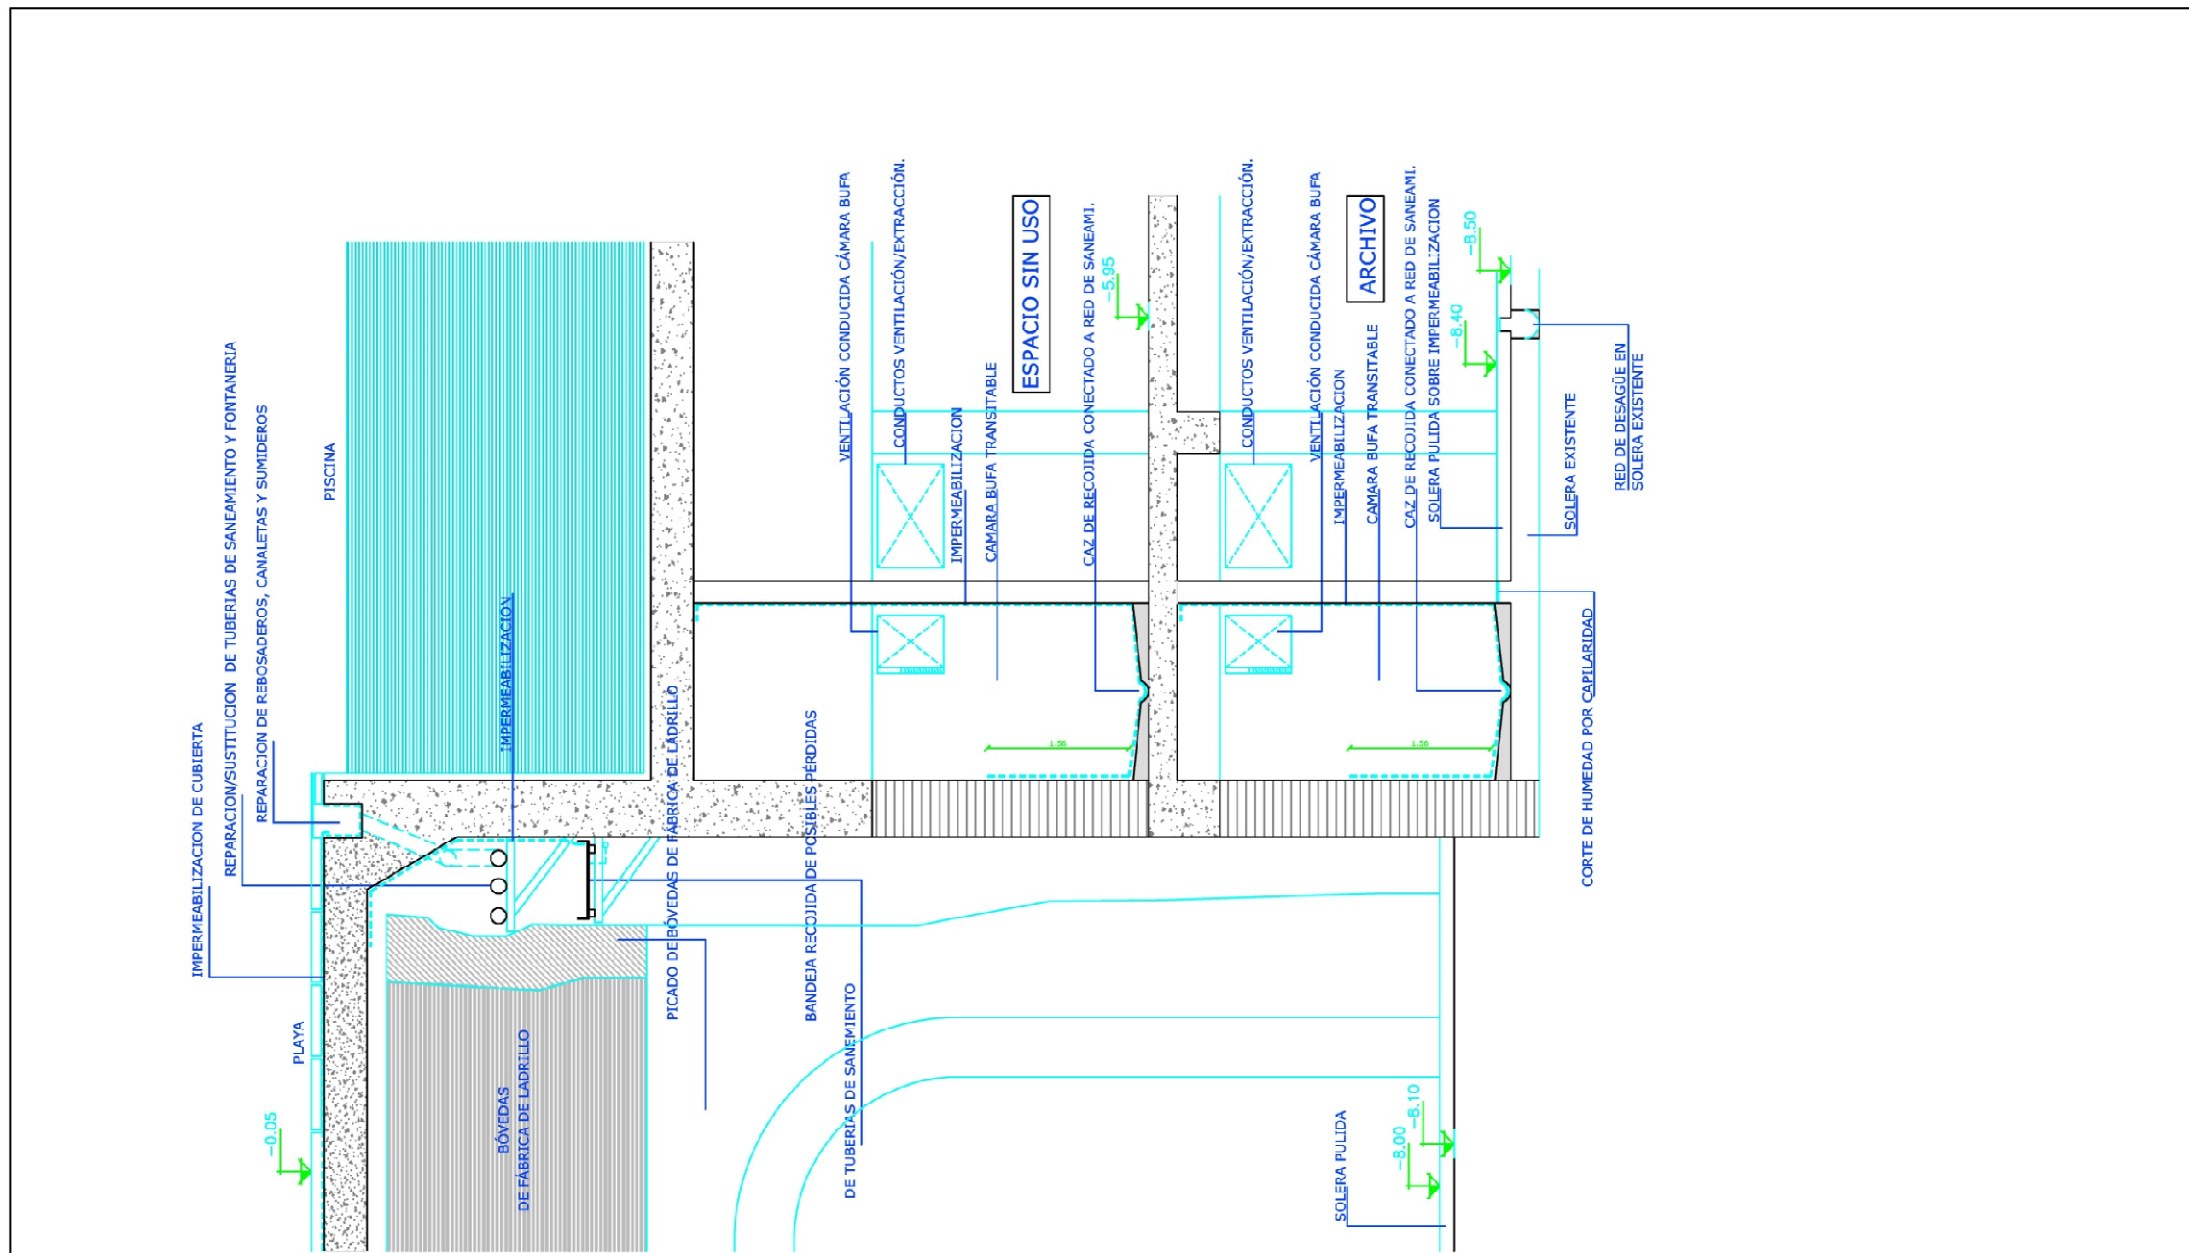 IMPERMEABILIZACION DE CUBIERTA
REPARACION/SUSTITUCION DE TUBERIAS DE SANEAMIENTO Y FONTANERIA
REPARACION DE REBOSADEROS, CANALETAS Y SUMIDEROS
PLAYA
-0.05
PISCINA
IMPERMEABILIZACION
BÓVEDAS
DE FÁBRICA DE LADRILLO
PICADO DE BÓVEDAS DE FÁBRICA DE LADRILLO
BANDEJA RECOJIDA DE POSIBLES PÉRDIDAS
DE TUBERIAS DE SANEMIENTO
VENTILACIÓN CONDUCIDA CÁMARA BUFA
CONDUCTOS VENTILACIÓN/EXTRACCIÓN.
IMPERMEABILIZACION
CAMARA BUFA TRANSITABLE
ESPACIO SIN USO
CAZ DE RECOJIDA CONECTADO A RED DE SANEAMI.
-5.95
1.56
CONDUCTOS VENTILACIÓN/EXTRACCIÓN.
VENTILACIÓN CONDUCIDA CÁMARA BUFA
IMPERMEABILIZACION
CAMARA BUFA TRANSITABLE
ARCHIVO
CAZ DE RECOJIDA CONECTADO A RED DE SANEAMI.
SOLERA PULIDA SOBRE IMPERMEABILIZACION
1.56
-8.40
-8.50
SOLERA EXISTENTE
RED DE DESAGÜE EN
SOLERA EXISTENTE
CORTE DE HUMEDAD POR CAPILARIDAD
SOLERA PULIDA
-8.00
-8.10